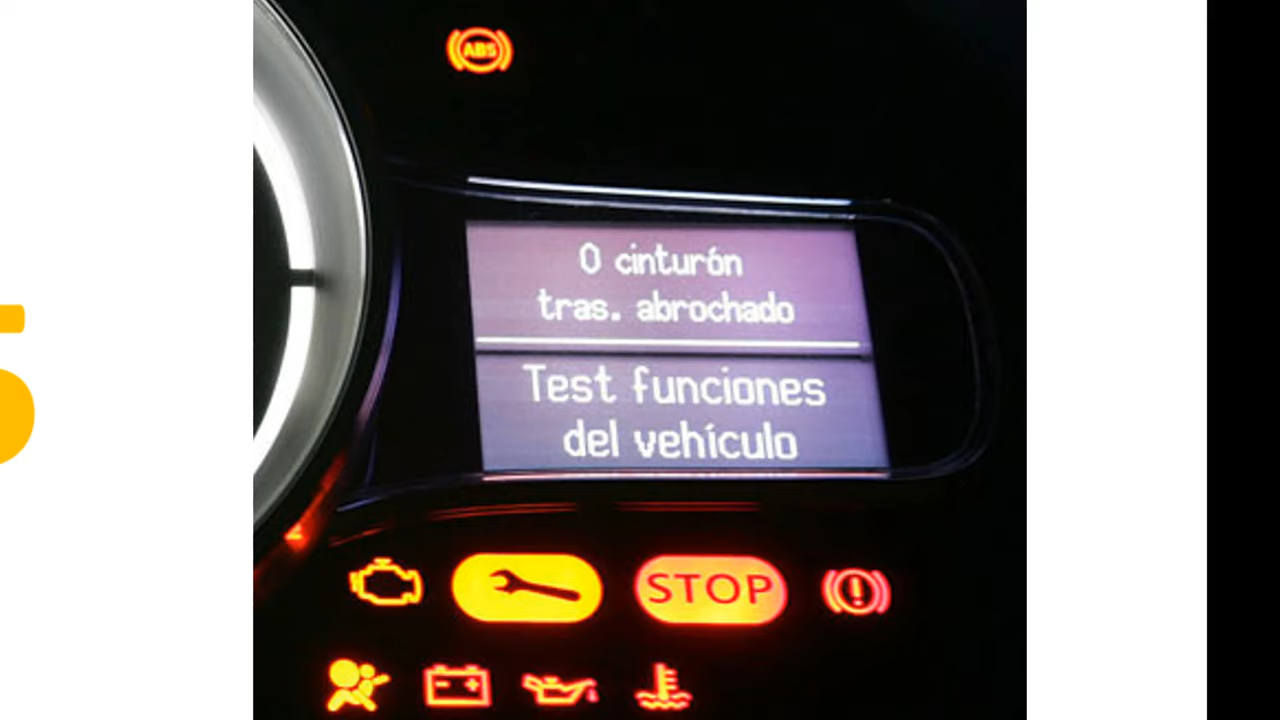 ABS
0 cinturón
tras. abrochado
Test funciones
del vehículo
STOP